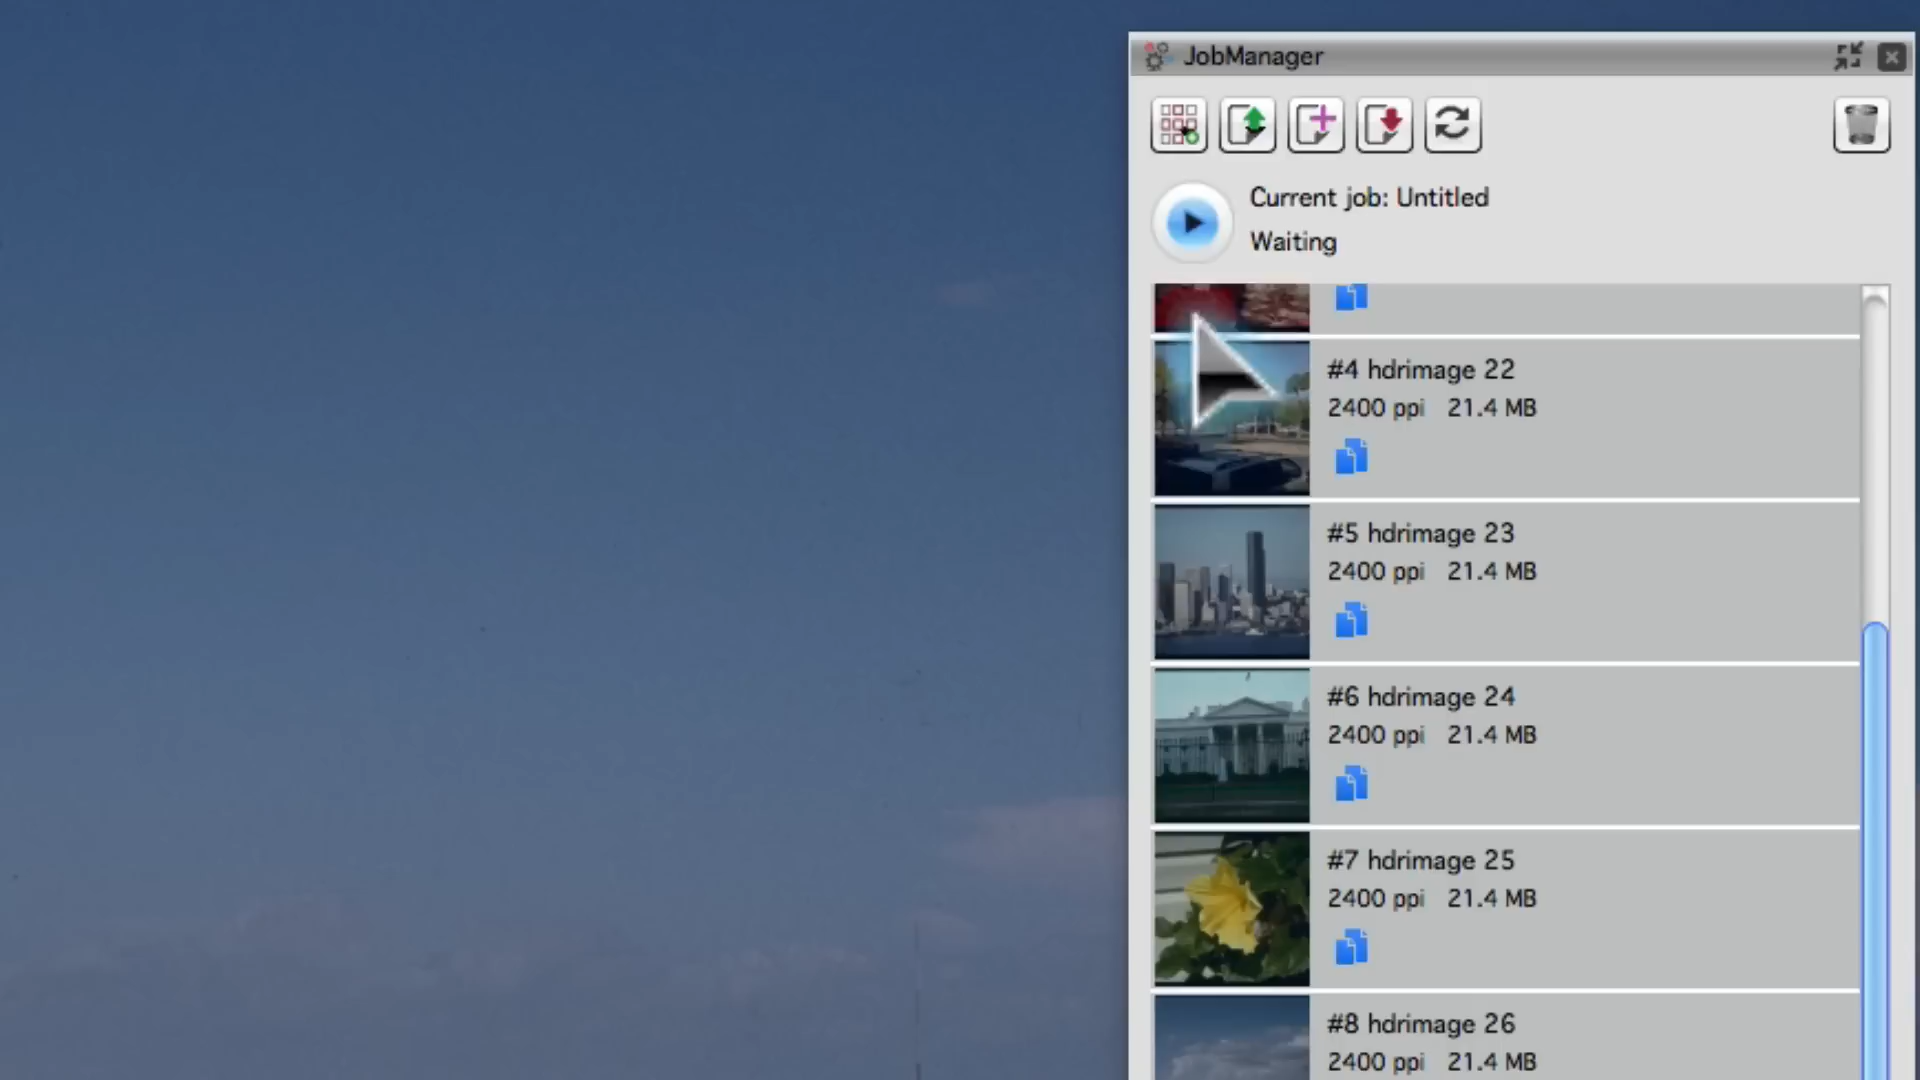 JobManager
Current job: Untitled
Waiting
#4 hdrimage 22
2400 ppi 21.4 MB
#5 hdrimage 23
2400 ppi 21.4 MB
#6 hdrimage 24
2400 ppi 21.4 MB
#7 hdrimage 25
2400 ppi 21.4 MB
#8 hdrimage 26
2400 ppi 21.4 MB